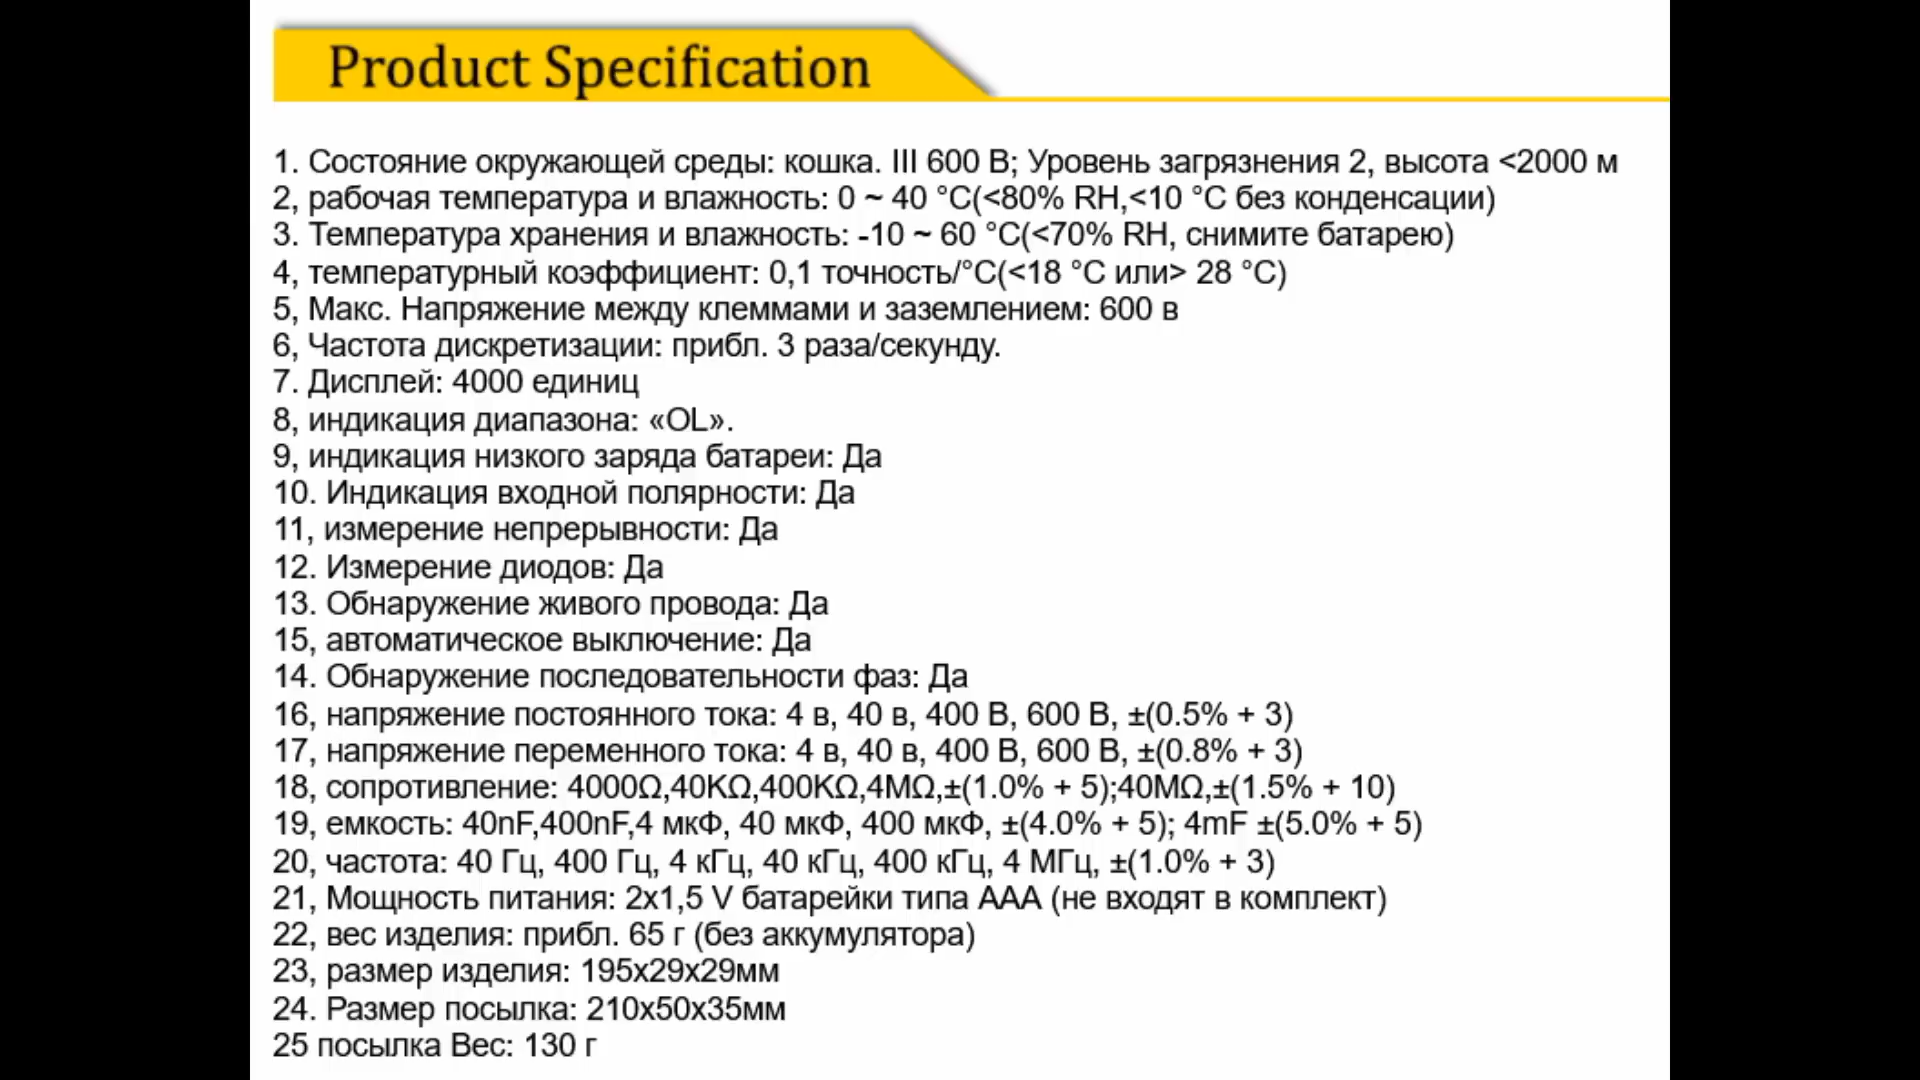 Product Specification
1. Состояние окружающей среды: кошка. III 600 В; Уровень загрязнения 2, высота <2000 м
2, рабочая температура и влажность: 0 ~ 40 °C(<80% RH,<10 °C без конденсации)
3. Температура хранения и влажность: -10 ~ 60 °C(<70% RH, снимите батарею)
4, температурный коэффициент: 0,1 точность/°C(<18 °C или> 28 °C)
5, Макс. Напряжение между клеммами и заземлением: 600 в
6, Частота дискретизации: прибл. 3 раза/секунду.
7. Дисплей: 4000 единиц
8, индикация диапазона: «OL».
9, индикация низкого заряда батареи: Да
10. Индикация входной полярности: Да
11, измерение непрерывности: Да
12. Измерение диодов: Да
13. Обнаружение живого провода: Да
15, автоматическое выключение: Да
14. Обнаружение последовательности фаз: Да
16, напряжение постоянного тока: 4 в, 40 в, 400 В, 600 В, ±(0.5% + 3)
17, напряжение переменного тока: 4 в, 40 в, 400 В, 600 В, ±(0.8% + 3)
18, сопротивление: 4000Ω,40KΩ,400KΩ,4MΩ,±(1.0% + 5);40MΩ,±(1.5% + 10)
19, емкость: 40nF,400nF,4 мкФ, 40 мкФ, 400 мкФ, ±(4.0% + 5); 4mF ±(5.0% + 5)
20, частота: 40 Гц, 400 Гц, 4 кГц, 40 кГц, 400 кГц, 4 МГц, ±(1.0% + 3)
21, Мощность питания: 2x1,5 V батарейки типа ААА (не входят в комплект)
22, вес изделия: прибл. 65 г (без аккумулятора)
23, размер изделия: 195x29x29мм
24. Размер посылка: 210x50x35мм
25 посылка Вес: 130 г